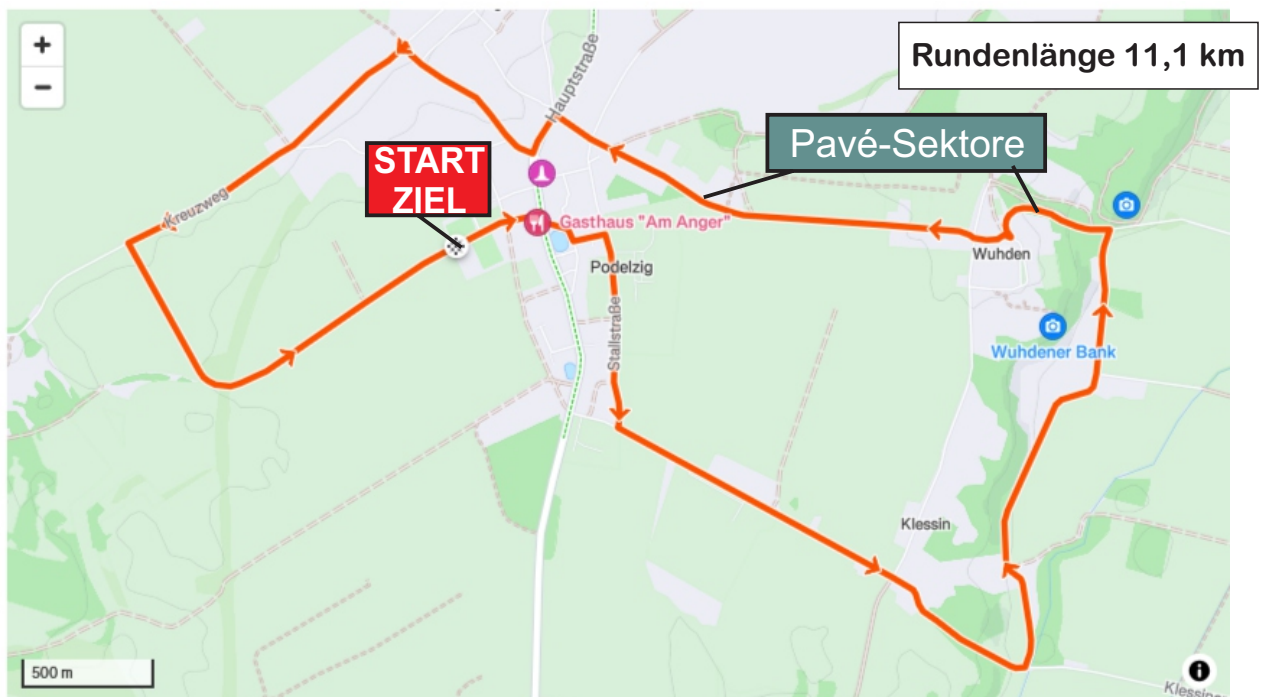 +
−
Rundenlänge 11,1 km
Hauptstraße
Pavé-Sektore
START
ZIEL
Kreuzweg
Gasthaus "Am Anger"
Podelzig
Wuhden
Stallstraße
Wuhdener Bank
Klessin
500 m
i